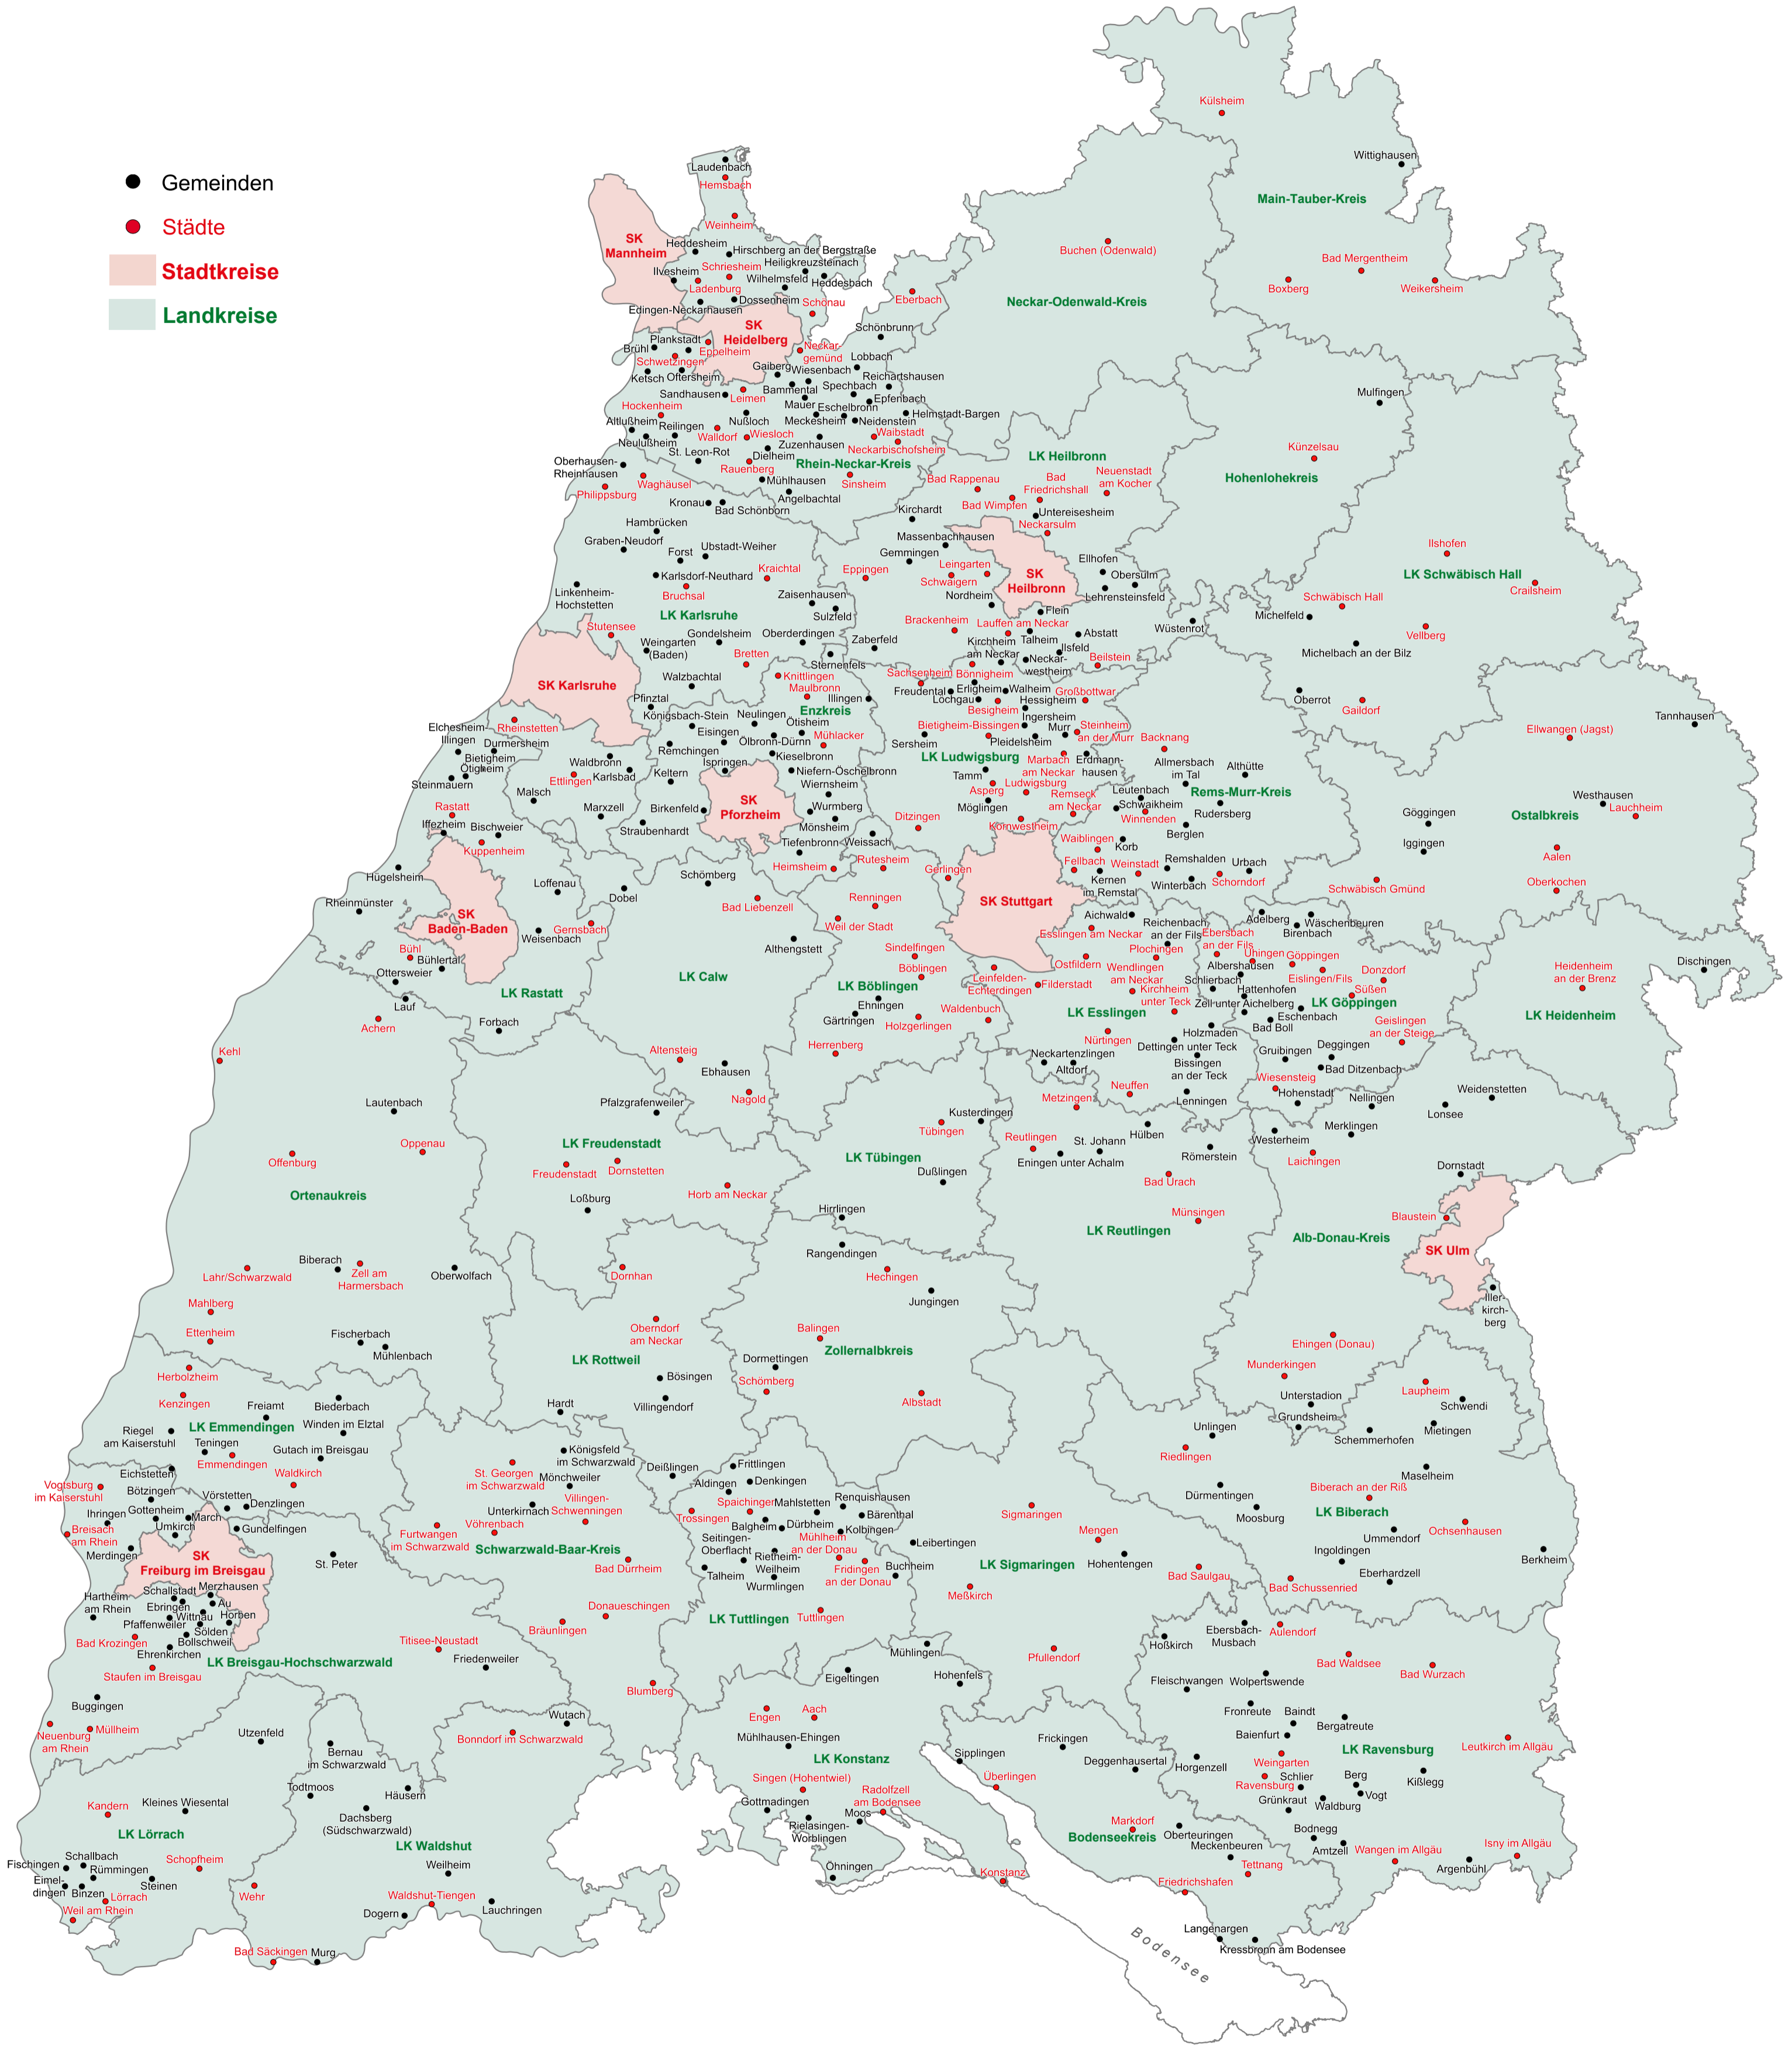 Gemeinden
Städte
Stadtkreise
Landkreise
Külsheim
Wittighausen
Main-Tauber-Kreis
Bad Mergentheim
Boxberg
Weikersheim
Buchen (Odenwald)
Neckar-Odenwald-Kreis
Laudenbach
Hemsbach
Weinheim
SK
Mannheim
Heddesheim
Hirschberg an der Bergstraße
Heiligkreuzsteinach
Ilvesheim
Schriesheim
Wilhelmsfeld
Heddesbach
Ladenburg
Dossenheim
Schönau
Edingen-Neckarhausen
Eberbach
SK
Heidelberg
Schönbrunn
Plankstadt
Brühl
Eppelheim
Schwetzingen
Neckar-
gemünd
Ketsch
Oftersheim
Gaiberg
Wiesenbach
Lobbach
Reichartshausen
Bammental
Spechbach
Sandhausen
Leimen
Mauer
Eschelbronn
Epfenbach
Hockenheim
Nußloch
Meckesheim
Neidenstein
Helmstadt-Bargen
Altlußheim
Reilingen
Walldorf
Wiesloch
Waibstadt
Neulußheim
Zuzenhausen
Neckarbischofsheim
St. Leon-Rot
Dielheim
Rauenberg
Rhein-Neckar-Kreis
Oberhausen-
Rheinhausen
Waghäusel
Mühlhausen
Sinsheim
Philippsburg
Angelbachtal
Kronau
Bad Schönborn
Mulfingen
Künzelsau
Hohenlohekreis
LK Heilbronn
Bad Rappenau
Bad
Friedrichshall
Neuenstadt
am Kocher
Bad Wimpfen
Untereisesheim
Neckarsulm
Kirchardt
Massenbachhausen
Gemmingen
Leingarten
Schwaigern
Eppingen
SK
Heilbronn
Ellhofen
Obersulm
Lehrensteinsfeld
Nordheim
Flein
Brackenheim
Lauffen am Neckar
Talheim
Abstatt
Wüstenrot
Zaberfeld
Kirchheim
am Neckar
Ilsfeld
Neckar-
westheim
Beilstein
Ilshofen
LK Schwäbisch Hall
Crailsheim
Schwäbisch Hall
Michelfeld
Vellberg
Michelbach an der Bilz
Oberrot
Gaildorf
Hambrücken
Graben-Neudorf
Forst
Ubstadt-Weiher
Karlsdorf-Neuthard
Kraichtal
Bruchsal
Linkenheim-
Hochstetten
LK Karlsruhe
Zaisenhausen
Sulzfeld
Stutensee
Weingarten
(Baden)
Gondelsheim
Oberderdingen
Bretten
Sternenfels
SK Karlsruhe
Walzbachtal
Knittlingen
Maulbronn
Pfinztal
Illingen
Enzkreis
Rheinstetten
Königsbach-Stein
Neulingen
Ötisheim
Eisingen
Ölbronn-Dürrn
Mühlacker
Remchingen
Kieselbronn
Waldbronn
Ispringen
Niefern-Öschelbronn
Karlsbad
Ettlingen
Keltern
Wiernsheim
Malsch
Marxzell
Birkenfeld
SK
Pforzheim
Wurmberg
Straubenhardt
Mönsheim
Tiefenbronn
Weissach
Heimsheim
Elchesheim-
Illingen
Durmersheim
Bietigheim
Ötigheim
Steinmauern
Rastatt
Iffezheim
Bischweier
Kuppenheim
Hügelsheim
Rheinmünster
SK
Baden-Baden
Loffenau
Gernsbach
Weisenbach
Bühl
Bühlertal
Ottersweier
Lauf
LK Rastatt
Forbach
Achern
Sachsenheim
Bönnigheim
Freudental
Erligheim
Walheim
Großbottwar
Löchgau
Hessigheim
Besigheim
Ingersheim
Bietigheim-Bissingen
Murr
Steinheim
an der Murr
Sersheim
Pleidelsheim
LK Ludwigsburg
Marbach
am Neckar
Erdmann-
hausen
Tamm
Asperg
Ludwigsburg
Möglingen
Remseck
am Neckar
Ditzingen
Kornwestheim
Backnang
Allmersbach
im Tal
Althütte
Rems-Murr-Kreis
Leutenbach
Schwaikheim
Winnenden
Rudersberg
Berglen
Waiblingen
Korb
Fellbach
Weinstadt
Remshalden
Urbach
Kernen
im Remstal
Winterbach
Schorndorf
Rutesheim
Gerlingen
SK Stuttgart
Renningen
Weil der Stadt
Sindelfingen
Böblingen
LK Böblingen
Ehningen
Gärtringen
Holzgerlingen
Waldenbuch
Herrenberg
Leinfelden-
Echterdingen
Filderstadt
Ostfildern
Esslingen am Neckar
Aichwald
Reichenbach
an der Fils
Plochingen
Wendlingen
am Neckar
Kirchheim
unter Teck
LK Esslingen
Nürtingen
Holzmaden
Dettingen unter Teck
Bissingen
an der Teck
Neckartenzlingen
Altdorf
Neuffen
Lenningen
Adelberg
Wäschenbeuren
Birenbach
Ebersbach
an der Fils
Uhingen
Göppingen
Albershausen
Eislingen/Fils
Donzdorf
Schlierbach
Hattenhofen
Süßen
Zell unter Aichelberg
LK Göppingen
Eschenbach
Bad Boll
Geislingen
an der Steige
Gruibingen
Deggingen
Bad Ditzenbach
Wiesensteig
Hohenstadt
Tannhausen
Ellwangen (Jagst)
Westhausen
Lauchheim
Ostalbkreis
Göggingen
Iggingen
Aalen
Oberkochen
Schwäbisch Gmünd
Heidenheim
an der Brenz
Dischingen
LK Heidenheim
Schömberg
Dobel
Bad Liebenzell
Althengstett
LK Calw
Altensteig
Ebhausen
Nagold
Kehl
Lautenbach
Oppenau
Offenburg
Ortenaukreis
Biberach
Zell am
Harmersbach
Lahr/Schwarzwald
Oberwolfach
Mahlberg
Ettenheim
Fischerbach
Mühlenbach
Pfalzgrafenweiler
LK Freudenstadt
Freudenstadt
Dornstetten
Loßburg
Horb am Neckar
Kusterdingen
Tübingen
LK Tübingen
Dußlingen
Hirrlingen
Metzingen
Reutlingen
St. Johann
Hülben
Eningen unter Achalm
Römerstein
Bad Urach
Münsingen
LK Reutlingen
Weidenstetten
Nellingen
Lonsee
Merklingen
Westerheim
Laichingen
Dornstadt
Blaustein
Alb-Donau-Kreis
SK Ulm
Iller-
kirch-
berg
Ehingen (Donau)
Munderkingen
Unterstadion
Grundsheim
Rangendingen
Hechingen
Jungingen
Balingen
Zollernalbkreis
Dormettingen
Schömberg
Albstadt
Dornhan
Oberndorf
am Neckar
LK Rottweil
Bösingen
Villingendorf
Hardt
Deißlingen
Herbolzheim
Kenzingen
Freiamt
Biederbach
Riegel
am Kaiserstuhl
LK Emmendingen
Winden im Elztal
Teningen
Emmendingen
Gutach im Breisgau
Waldkirch
Eichstetten
Vogtsburg
im Kaiserstuhl
Bötzingen
Vörstetten
Denzlingen
Gottenheim
March
Ihringen
Umkirch
Gundelfingen
Breisach
am Rhein
Merdingen
SK
Freiburg im Breisgau
St. Peter
Merzhausen
Schallstadt
Hartheim
am Rhein
Ebringen
Au
Wittnau
Horben
Pfaffenweiler
Sölden
Bad Krozingen
Bollschweil
Ehrenkirchen
Staufen im Breisgau
LK Breisgau-Hochschwarzwald
Titisee-Neustadt
Friedenweiler
Buggingen
Müllheim
Neuenburg
am Rhein
Königsfeld
im Schwarzwald
St. Georgen
im Schwarzwald
Mönchweiler
Unterkirnach
Villingen-
Schwenningen
Vöhrenbach
Furtwangen
im Schwarzwald
Schwarzwald-Baar-Kreis
Bad Dürrheim
Donaueschingen
Bräunlingen
Blumberg
Frittlingen
Aldingen
Denkingen
Trossingen
Spaichingen
Mahlstetten
Renquishausen
Bärenthal
Balgheim
Dürbheim
Kolbingen
Seitingen-
Oberflacht
Mühlheim
an der Donau
Leibertingen
Rietheim-
Weilheim
Talheim
Fridingen
an der Donau
Buchheim
Wurmlingen
LK Tuttlingen
Tuttlingen
Sigmaringen
Mengen
LK Sigmaringen
Hohentengen
Meßkirch
Bad Saulgau
Pfullendorf
Laupheim
Schwendi
Mietingen
Schemmerhofen
Unlingen
Riedlingen
Maselheim
Biberach an der Riß
Dürmentingen
Moosburg
LK Biberach
Ochsenhausen
Ummendorf
Ingoldingen
Berkheim
Eberhardzell
Bad Schussenried
Utzenfeld
Kleines Wiesental
Kandern
LK Lörrach
Schallbach
Fischingen
Rümmingen
Schopfheim
Eimel-
dingen
Binzen
Steinen
Lörrach
Weil am Rhein
Wutach
Bonndorf im Schwarzwald
Bernau
im Schwarzwald
Todtmoos
Häusern
Dachsberg
(Südschwarzwald)
LK Waldshut
Weilheim
Wehr
Waldshut-Tiengen
Dogern
Lauchringen
Bad Säckingen
Murg
Mühlingen
Eigeltingen
Hohenfels
Engen
Aach
Mühlhausen-Ehingen
LK Konstanz
Singen (Hohentwiel)
Radolfzell
am Bodensee
Gottmadingen
Rielasingen-
Worblingen
Moos
Öhningen
Konstanz
Sipplingen
Frickingen
Deggenhausertal
Überlingen
Markdorf
Bodenseekreis
Oberteuringen
Meckenbeuren
Tettnang
Friedrichshafen
Langenargen
Kressbronn am Bodensee
Bodensee
Hoßkirch
Ebersbach-
Musbach
Aulendorf
Bad Waldsee
Bad Wurzach
Fleischwangen
Wolpertswende
Fronreute
Baindt
Bergatreute
Baienfurt
LK Ravensburg
Leutkirch im Allgäu
Horgenzell
Weingarten
Ravensburg
Schlier
Berg
Kißlegg
Vogt
Grünkraut
Waldburg
Bodnegg
Amtzell
Wangen im Allgäu
Isny im Allgäu
Argenbühl